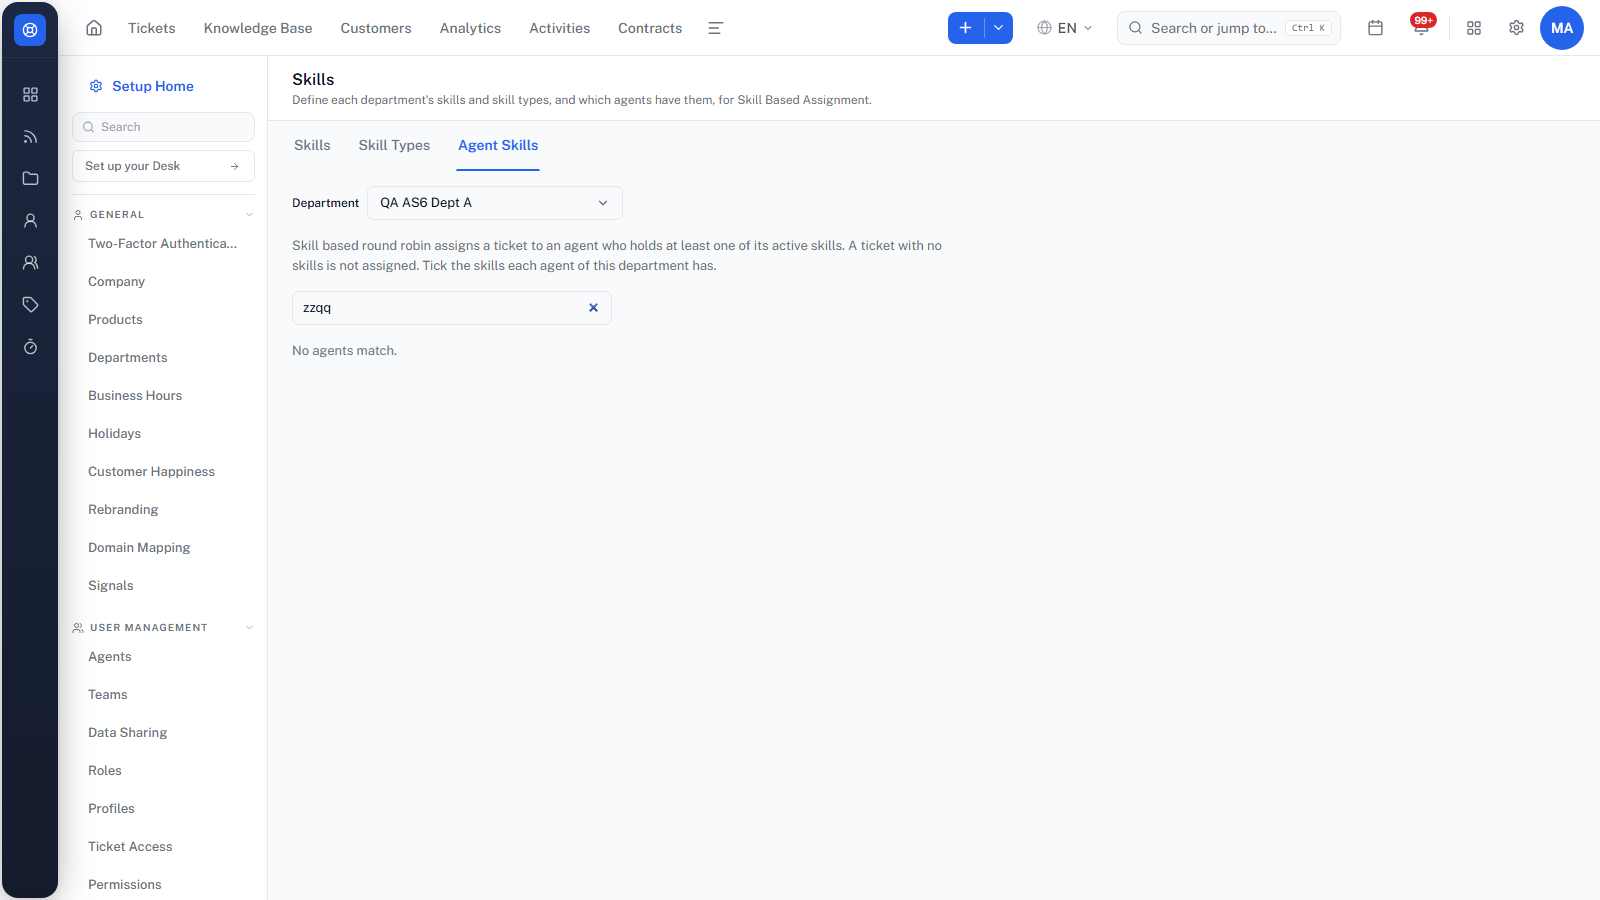 Tickets
Knowledge Base
Customers
Analytics
Activities
Contracts
EN
Search or jump to...
Ctrl K
99+
MA
Setup Home
Search
Set up your Desk
GENERAL
Two-Factor Authentica...
Company
Products
Departments
Business Hours
Holidays
Customer Happiness
Rebranding
Domain Mapping
Signals
USER MANAGEMENT
Agents
Teams
Data Sharing
Roles
Profiles
Ticket Access
Permissions
Skills
Define each department's skills and skill types, and which agents have them, for Skill Based Assignment.
Skills
Skill Types
Agent Skills
Department
QA AS6 Dept A
Skill based round robin assigns a ticket to an agent who holds at least one of its active skills. A ticket with no
skills is not assigned. Tick the skills each agent of this department has.
zzqq
No agents match.